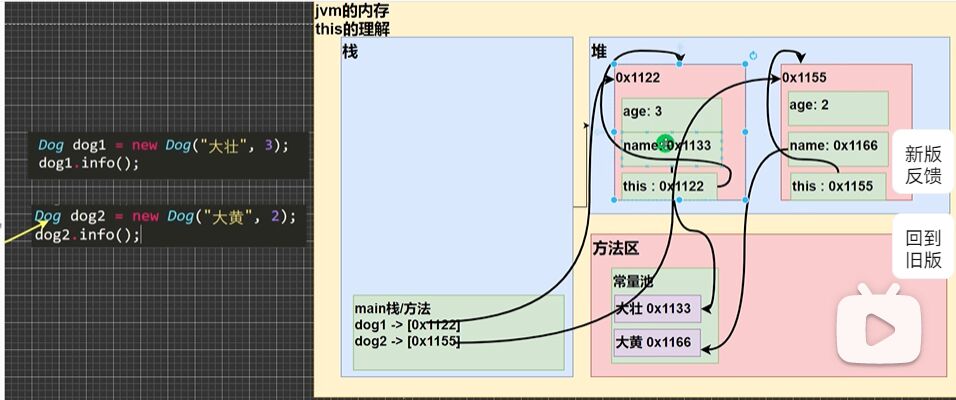 jvm的内存
this的理解
栈
堆
0x1122
age: 3
name: 0x1133
this : 0x1122
0x1155
age: 2
name: 0x1166
this : 0x1155
Dog dog1 = new Dog("大壮", 3);
dog1.info();
Dog dog2 = new Dog("大黄", 2);
dog2.info();
main栈/方法
dog1 -> [0x1122]
dog2 -> [0x1155]
方法区
常量池
大壮 0x1133
大黄 0x1166
新版
反馈
回到
旧版